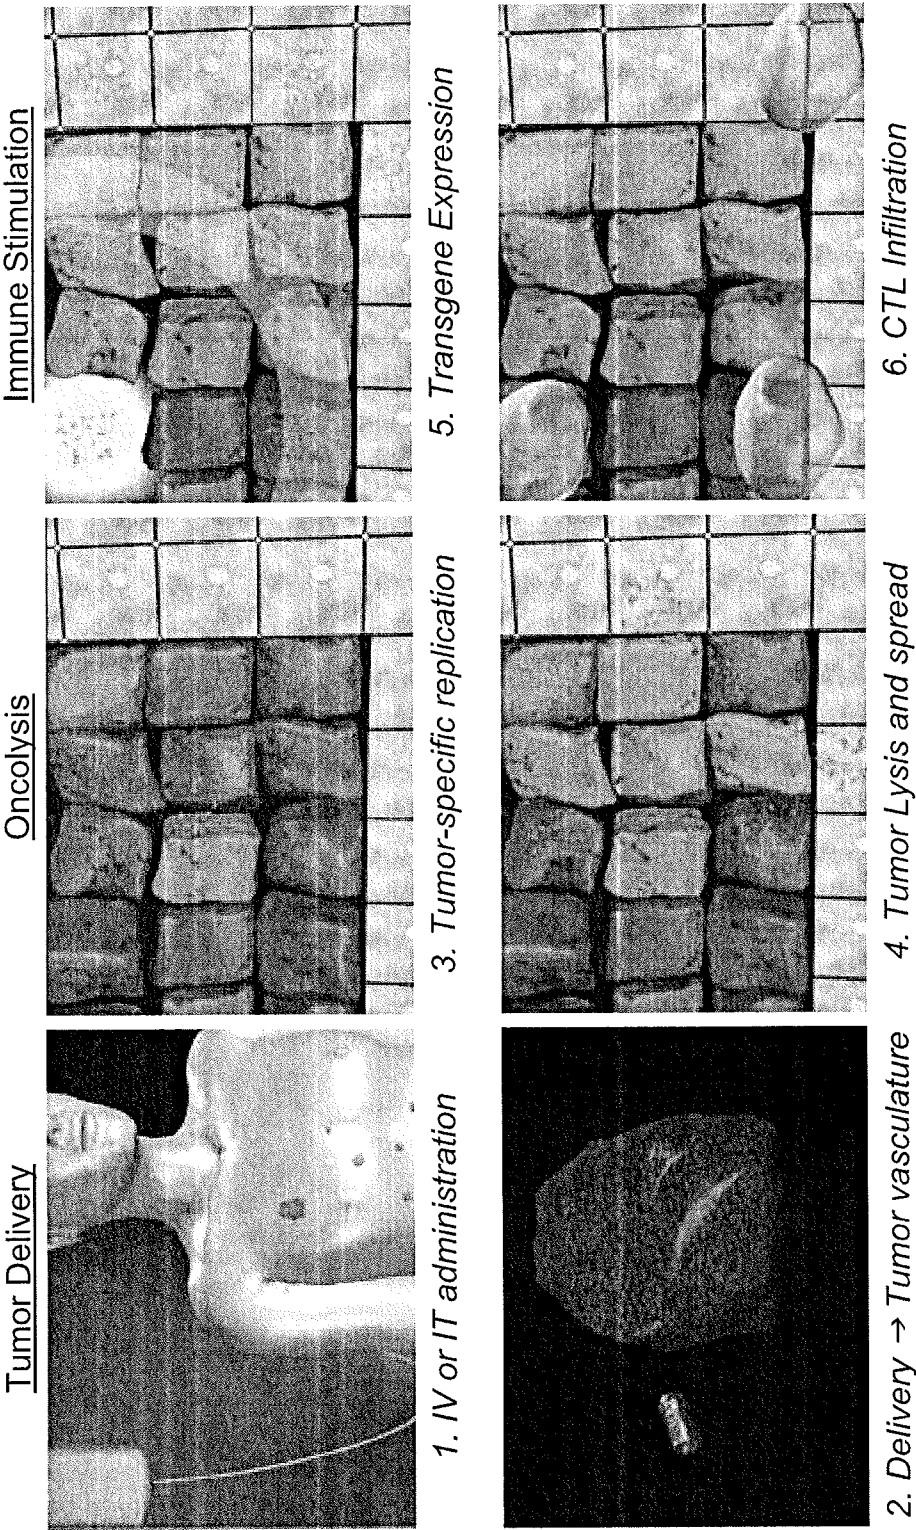 Tumor Delivery
1. IV or IT administration
2. Delivery → Tumor vasculature
Oncolysis
3. Tumor-specific replication
4. Tumor Lysis and spread
Immune Stimulation
5. Transgene Expression
6. CTL Infiltration